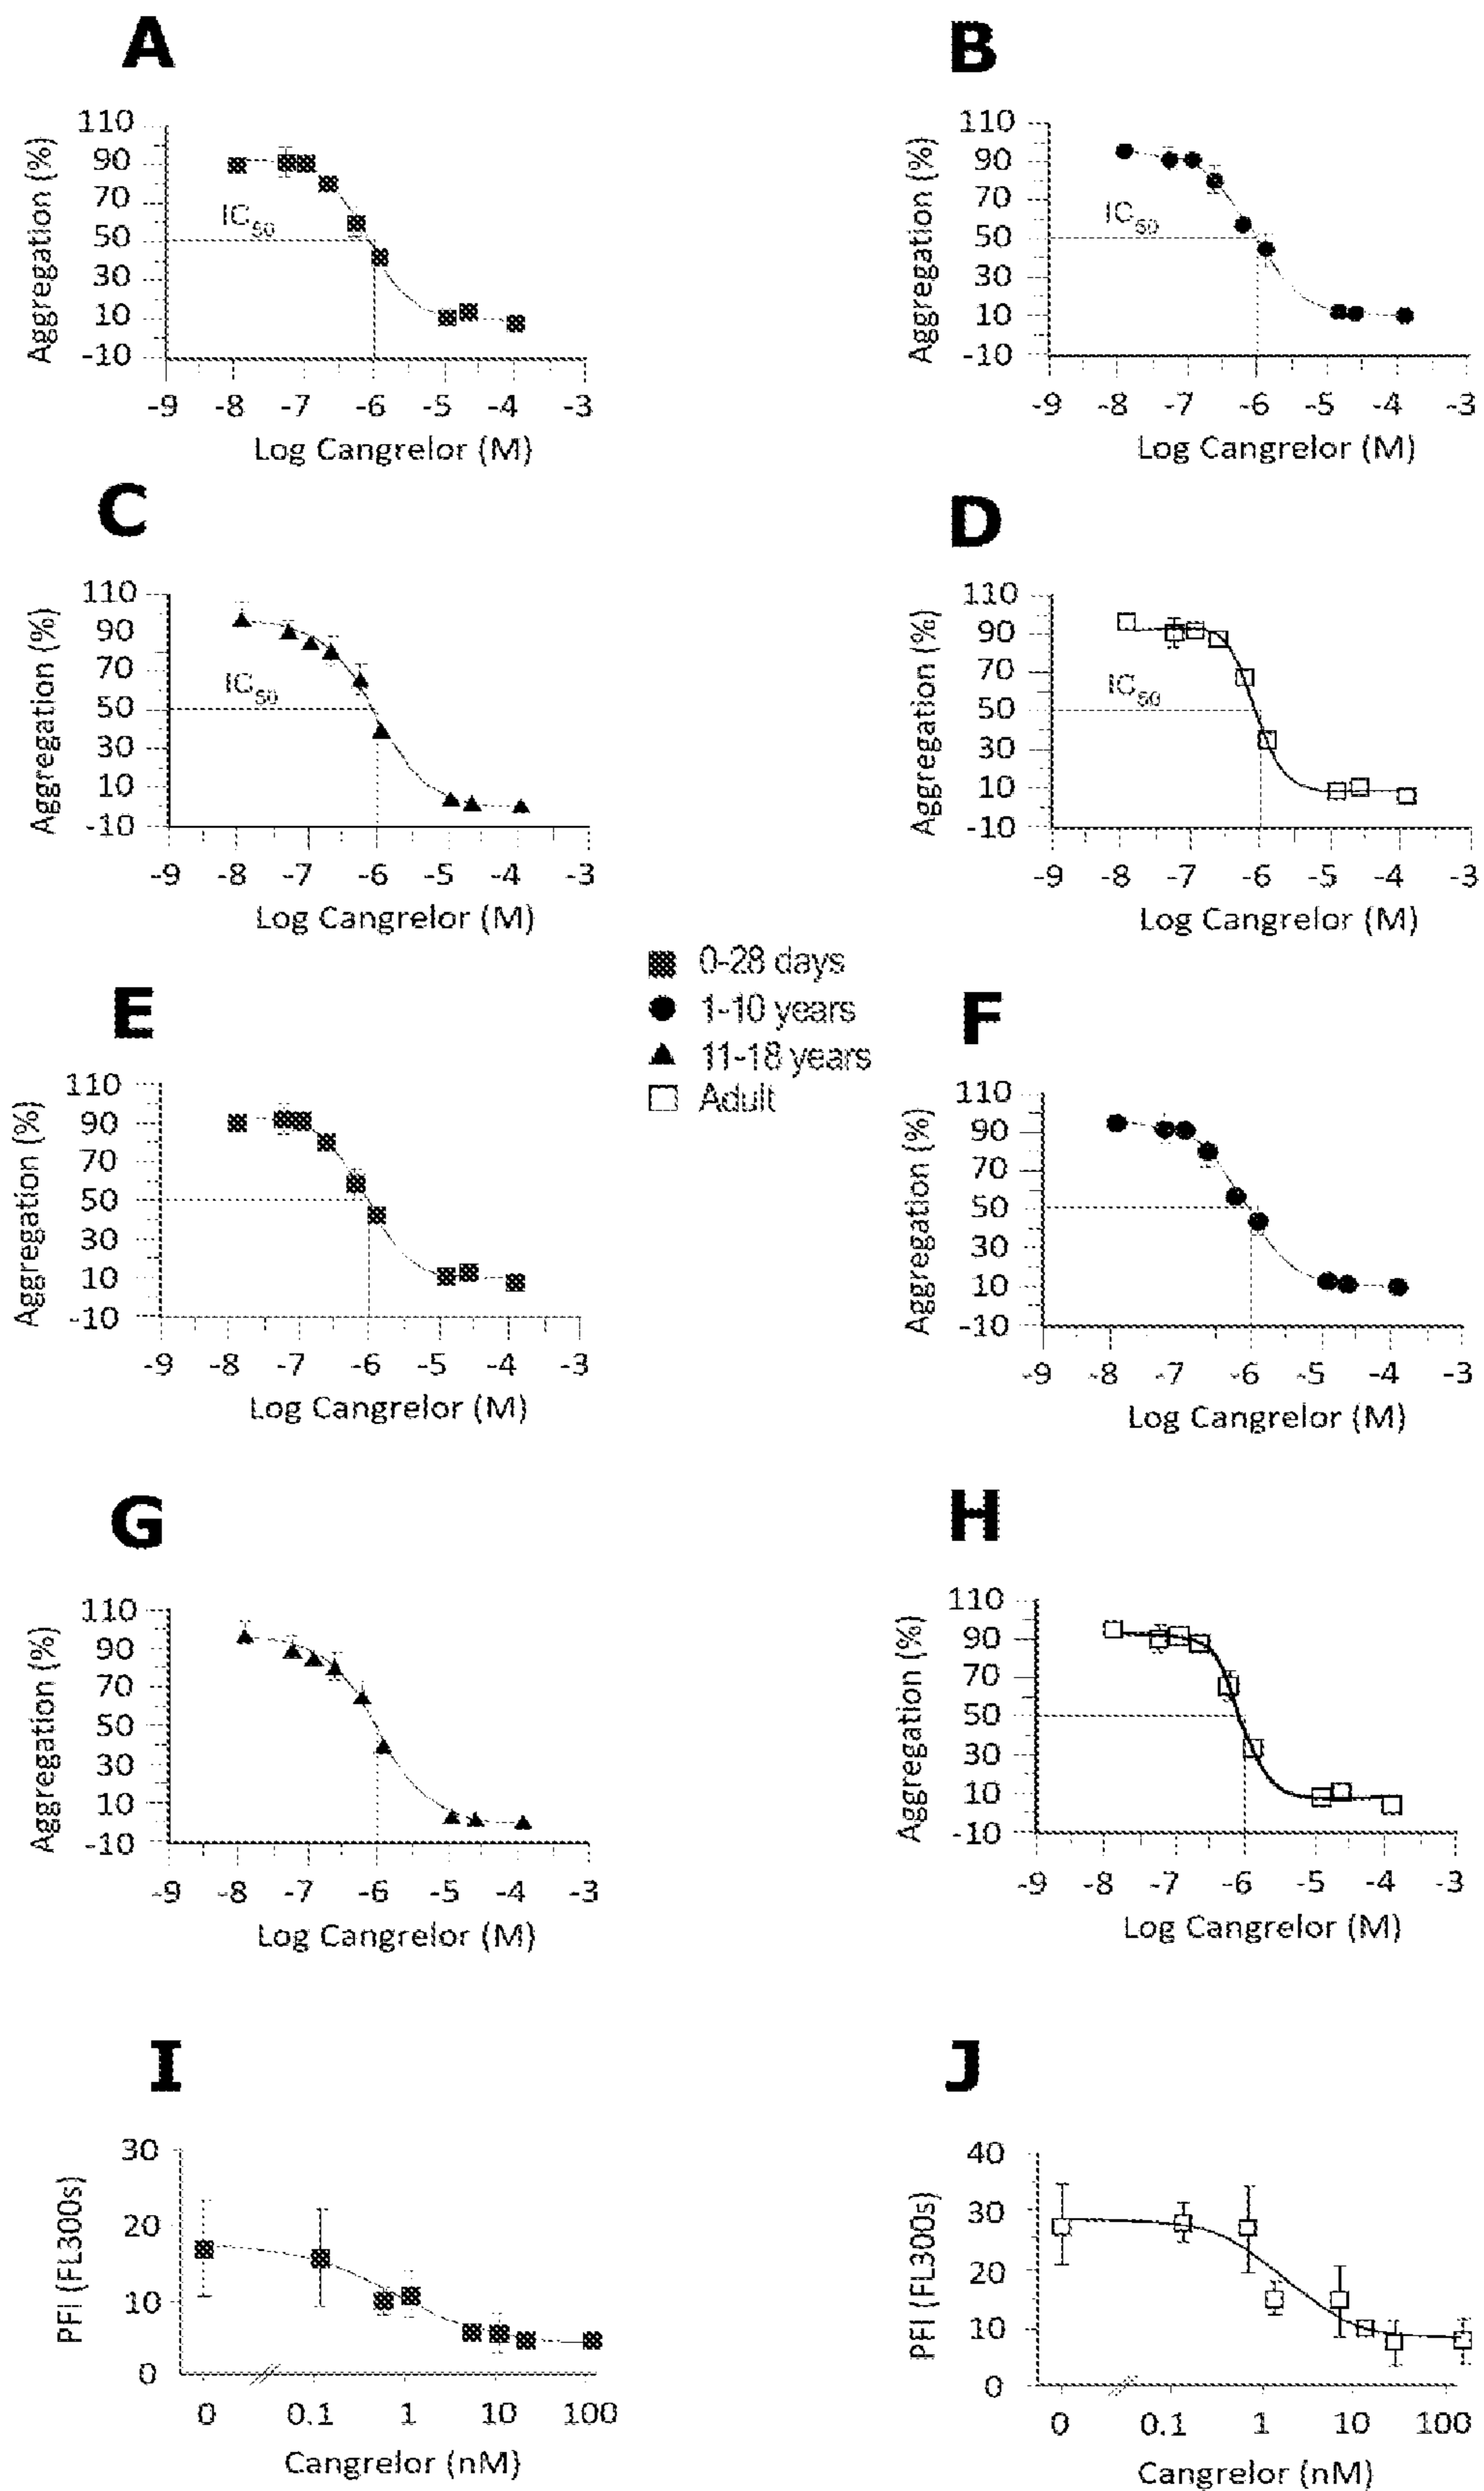 A
B
110
90
70
50
30
10
-10
Aggregation (%)
IC50
-9 -8 -7 -6 -5 -4 -3
Log Cangrelor (M)
110
90
70
50
30
10
-10
Aggregation (%)
IC50
-9 -8 -7 -6 -5 -4 -3
Log Cangrelor (M)
C
D
110
90
70
50
30
10
-10
Aggregation (%)
IC50
-9 -8 -7 -6 -5 -4 -3
Log Cangrelor (M)
110
90
70
50
30
10
-10
Aggregation (%)
IC50
-9 -8 -7 -6 -5 -4 -3
Log Cangrelor (M)
0-28 days
1-10 years
11-18 years
Adult
E
F
110
90
70
50
30
10
-10
Aggregation (%)
-9 -8 -7 -6 -5 -4 -3
Log Cangrelor (M)
110
90
70
50
30
10
-10
Aggregation (%)
-9 -8 -7 -6 -5 -4 -3
Log Cangrelor (M)
G
H
110
90
70
50
30
10
-10
Aggregation (%)
-9 -8 -7 -6 -5 -4 -3
Log Cangrelor (M)
110
90
70
50
30
10
-10
Aggregation (%)
-9 -8 -7 -6 -5 -4 -3
Log Cangrelor (M)
I
J
30
20
10
0
PFI (FL300s)
0 0.1 1 10 100
Cangrelor (nM)
40
30
20
10
0
PFI (FL300s)
0 0.1 1 10 100
Cangrelor (nM)